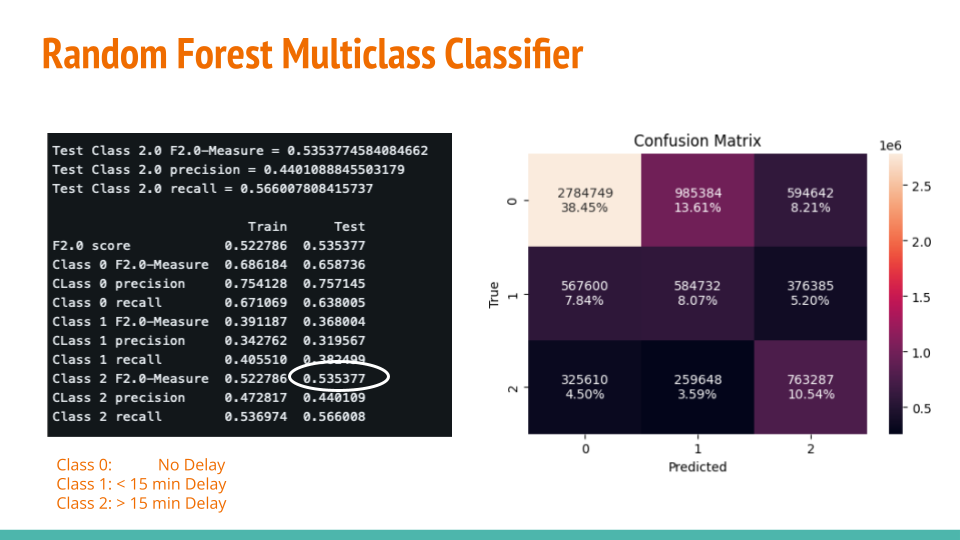 Random Forest Multiclass Classifier
Test Class 2.0 F2.0-Measure = 0.5353774584084662
Test Class 2.0 precision = 0.4401088845503179
Test Class 2.0 recall = 0.566007808415737
Train Test
F2.0 score 0.522786 0.535377
Class 0 F2.0-Measure 0.686184 0.658736
CLass 0 precision 0.754128 0.757145
Class 0 recall 0.671069 0.638005
Class 1 F2.0-Measure 0.391187 0.368004
CLass 1 precision 0.342762 0.319567
Class 1 recall 0.405510 0.382499
Class 2 F2.0-Measure 0.522786 0.535377
CLass 2 precision 0.472817 0.440109
Class 2 recall 0.536974 0.566008
Class 0: No Delay
Class 1: < 15 min Delay
Class 2: > 15 min Delay
Confusion Matrix
1e6
0
2784749
38.45%
985384
13.61%
594642
8.21%
1
567600
7.84%
584732
8.07%
376385
5.20%
2
325610
4.50%
259648
3.59%
763287
10.54%
True
0 1 2
Predicted
2.5
2.0
1.5
1.0
0.5